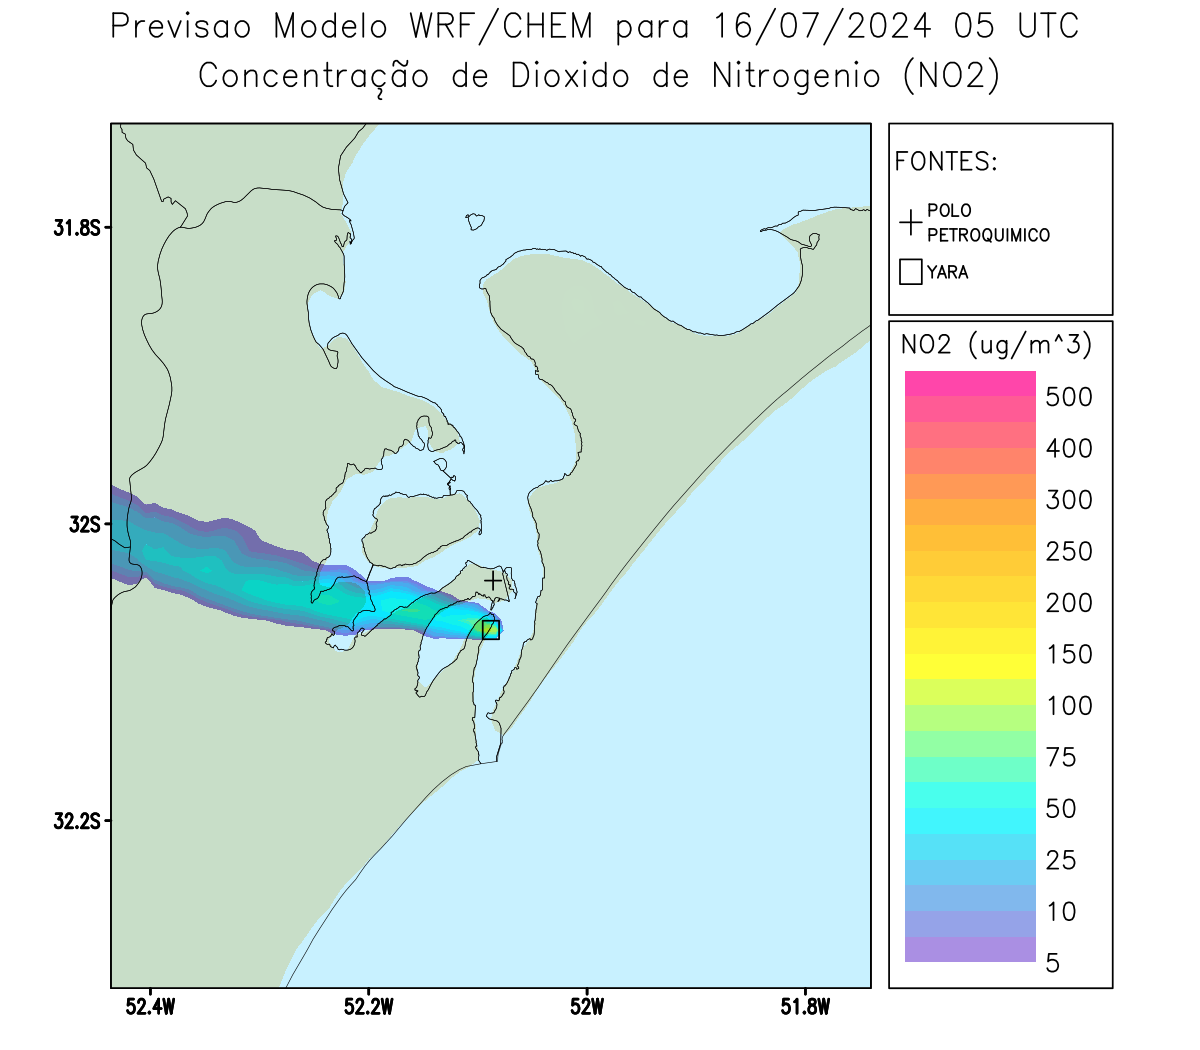 Previsao Modelo WRF/CHEM para 16/07/2024 05 UTC
Concentração de Dioxido de Nitrogenio (NO2)
FONTES:
POLO
PETROQUIMICO
YARA
NO2 (ug/m^3)
500
400
300
250
200
150
100
75
50
25
10
5
31.8S
32S
32.2S
52.4W
52.2W
52W
51.8W